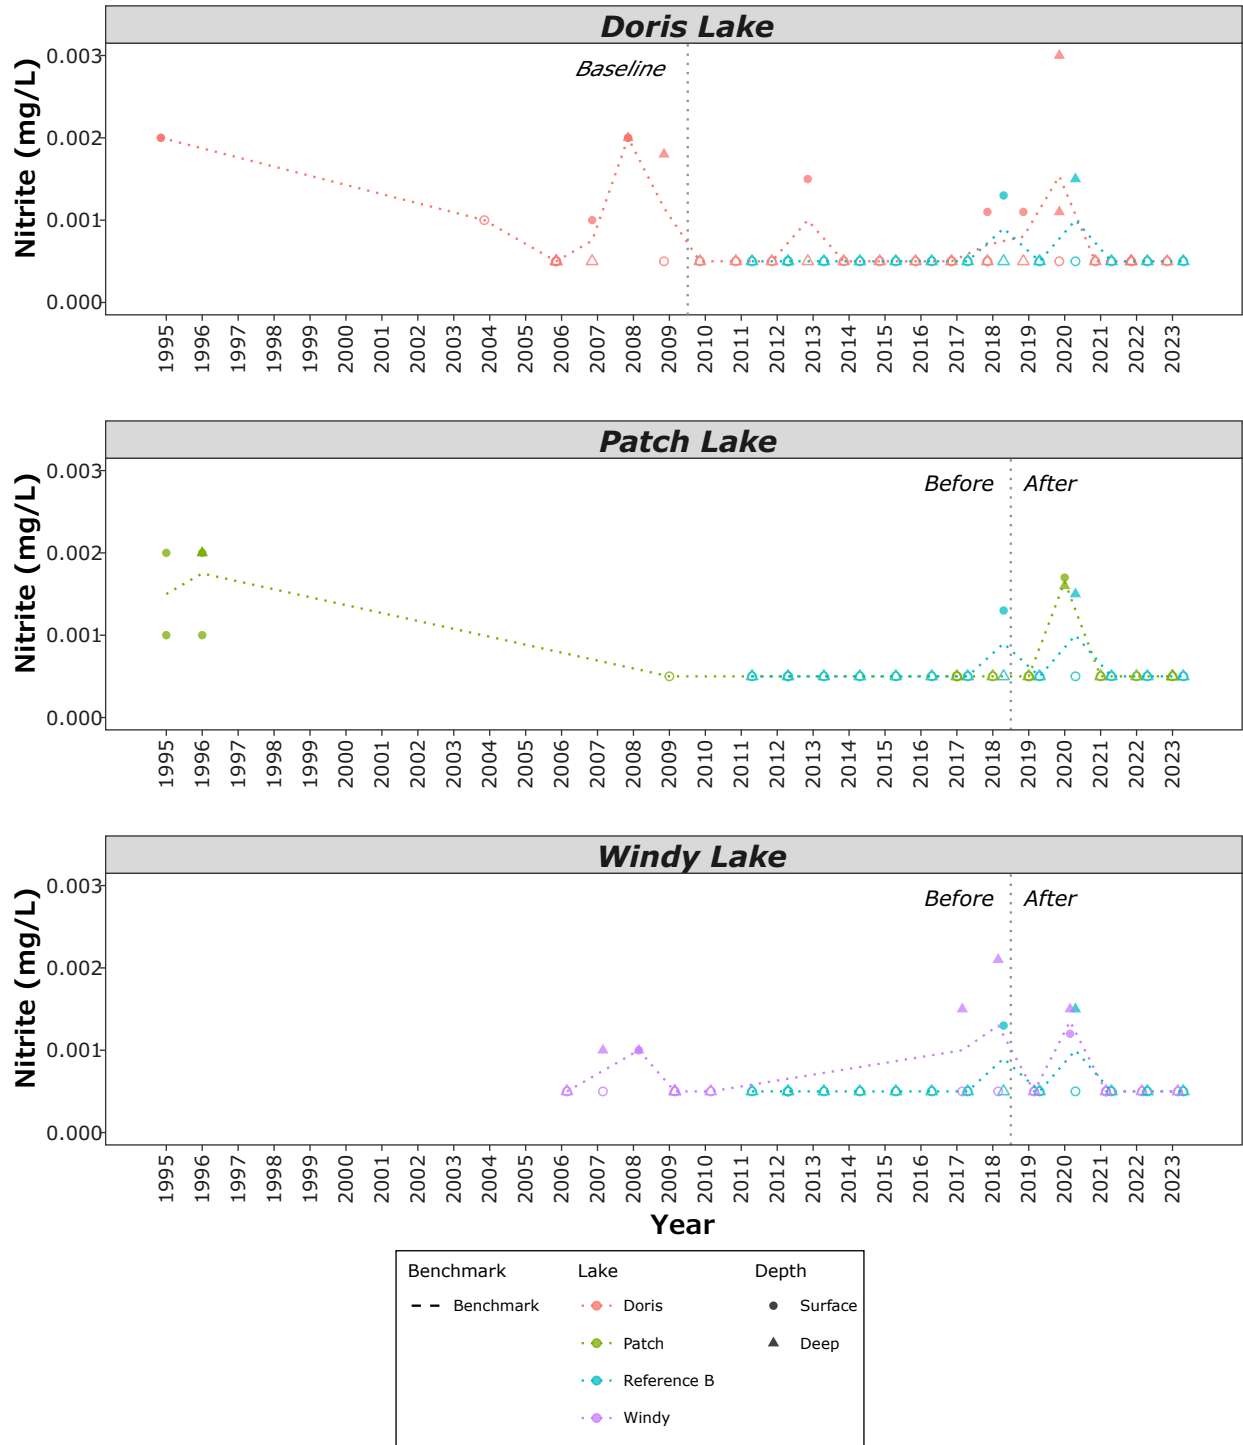 Doris Lake
Baseline
Nitrite (mg/L)
0.003
0.002
0.001
0.000
1995 1996 1997 1998 1999 2000 2001 2002 2003 2004 2005 2006 2007 2008 2009 2010 2011 2012 2013 2014 2015 2016 2017 2018 2019 2020 2021 2022 2023
Patch Lake
Before After
Nitrite (mg/L)
0.003
0.002
0.001
0.000
1995 1996 1997 1998 1999 2000 2001 2002 2003 2004 2005 2006 2007 2008 2009 2010 2011 2012 2013 2014 2015 2016 2017 2018 2019 2020 2021 2022 2023
Windy Lake
Before After
Nitrite (mg/L)
0.003
0.002
0.001
0.000
1995 1996 1997 1998 1999 2000 2001 2002 2003 2004 2005 2006 2007 2008 2009 2010 2011 2012 2013 2014 2015 2016 2017 2018 2019 2020 2021 2022 2023
Year
Benchmark
Benchmark
Lake
Doris
Patch
Reference B
Windy
Depth
Surface
Deep